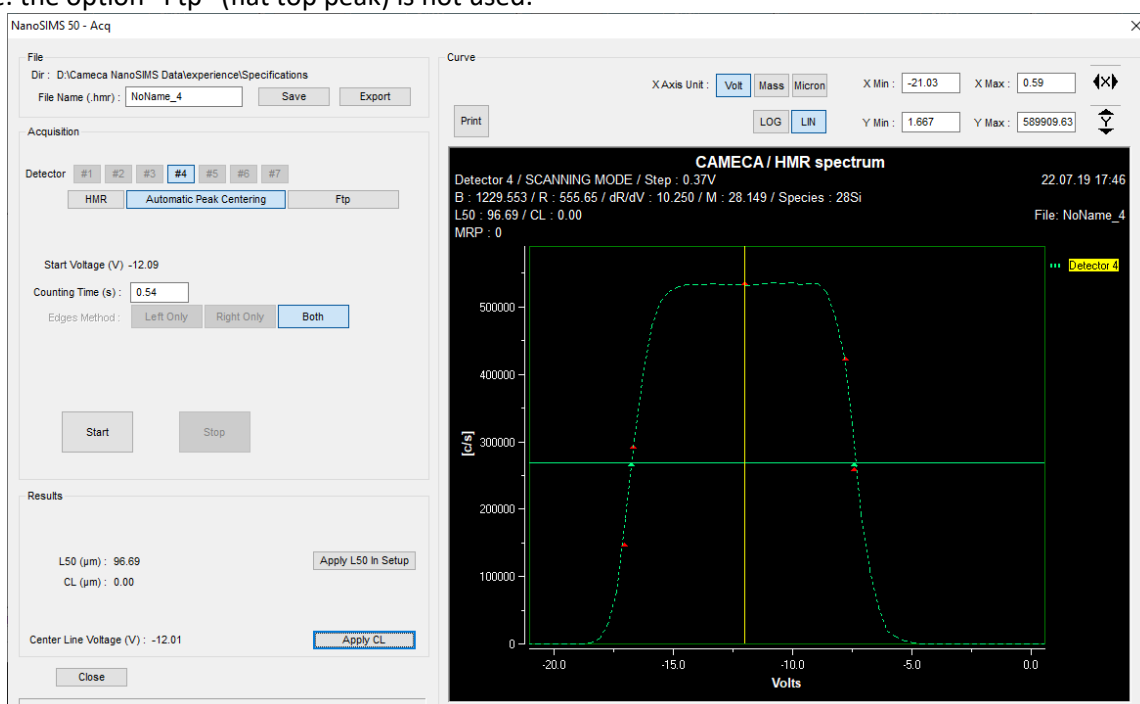 e: the option "Ftp" (flat top peak) is not used.
NanoSIMS 50 - Acq
File
Dir : D:\Cameca NanoSIMS Data\experience\Specifications
File Name (.hmr) : NoName_4 Save Export
Acquisition
Detector #1 #2 #3 #4 #5 #6 #7
HMR Automatic Peak Centering Ftp
Start Voltage (V) -12.09
Counting Time (s) : 0.54
Edges Method : Left Only Right Only Both
Start Stop
Results
L50 (µm) : 96.69 Apply L50 In Setup
CL (µm) : 0.00
Center Line Voltage (V) : -12.01 Apply CL
Close
Curve
X Axis Unit : Volt Mass Micron X Min : -21.03 X Max : 0.59 X
Print LOG LIN Y Min : 1.667 Y Max : 589909.63 Y
CAMECA / HMR spectrum
Detector 4 / SCANNING MODE / Step : 0.37V 22.07.19 17:46
B : 1229.553 / R : 555.65 / dR/dV : 10.250 / M : 28.149 / Species : 28Si
L50 : 96.69 / CL : 0.00 File: NoName_4
MRP : 0
Detector 4
500000
400000
[c/s]
300000
200000
100000
0
-20.0 -15.0 -10.0 -5.0 0.0
Volts